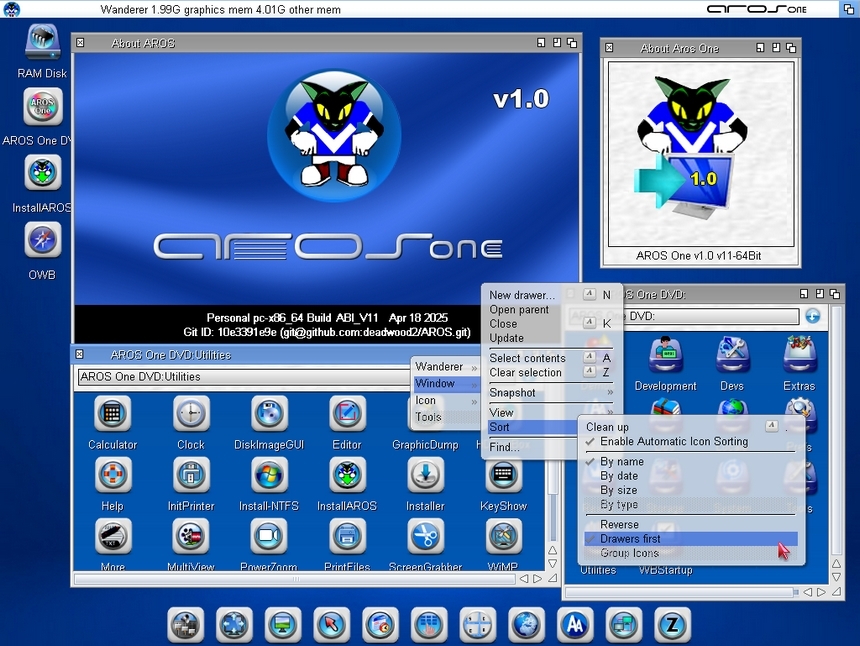 Wanderer 1.99G graphics mem 4.01G other mem
AROS ONE
RAM Disk
AROS One DV
InstallAROS
OWB
About AROS
v1.0
AROS ONE
Personal pc-x86_64 Build ABI_V11 Apr 18 2025
Git ID: 10e3391e9e (git@github.com:deadwood2/AROS.git)
About Aros One
1.0
AROS One v1.0 v11-64Bit
AROS One DVD:Utilities
AROS One DVD:Utilities
Calculator
Clock
DiskImageGUI
Editor
GraphicDump
Help
InitPrinter
Install-NTFS
InstallAROS
Installer
KeyShow
More
MultiView
PowerZoom
PrintFiles
ScreenGrabber
WiMP
Wanderer »
Window »
Icon »
Tools
New drawer... A N
Open parent
Close A K
Update
Select contents A A
Clear selection A Z
Snapshot »
View »
Sort
Find...
OS One DVD:
DVD:
Development
Devs
Extras
Utilities
WBStartup
Clean up A .
Enable Automatic Icon Sorting
By name
By date
By size
By type
Reverse
Drawers first
Group Icons
AA
Z